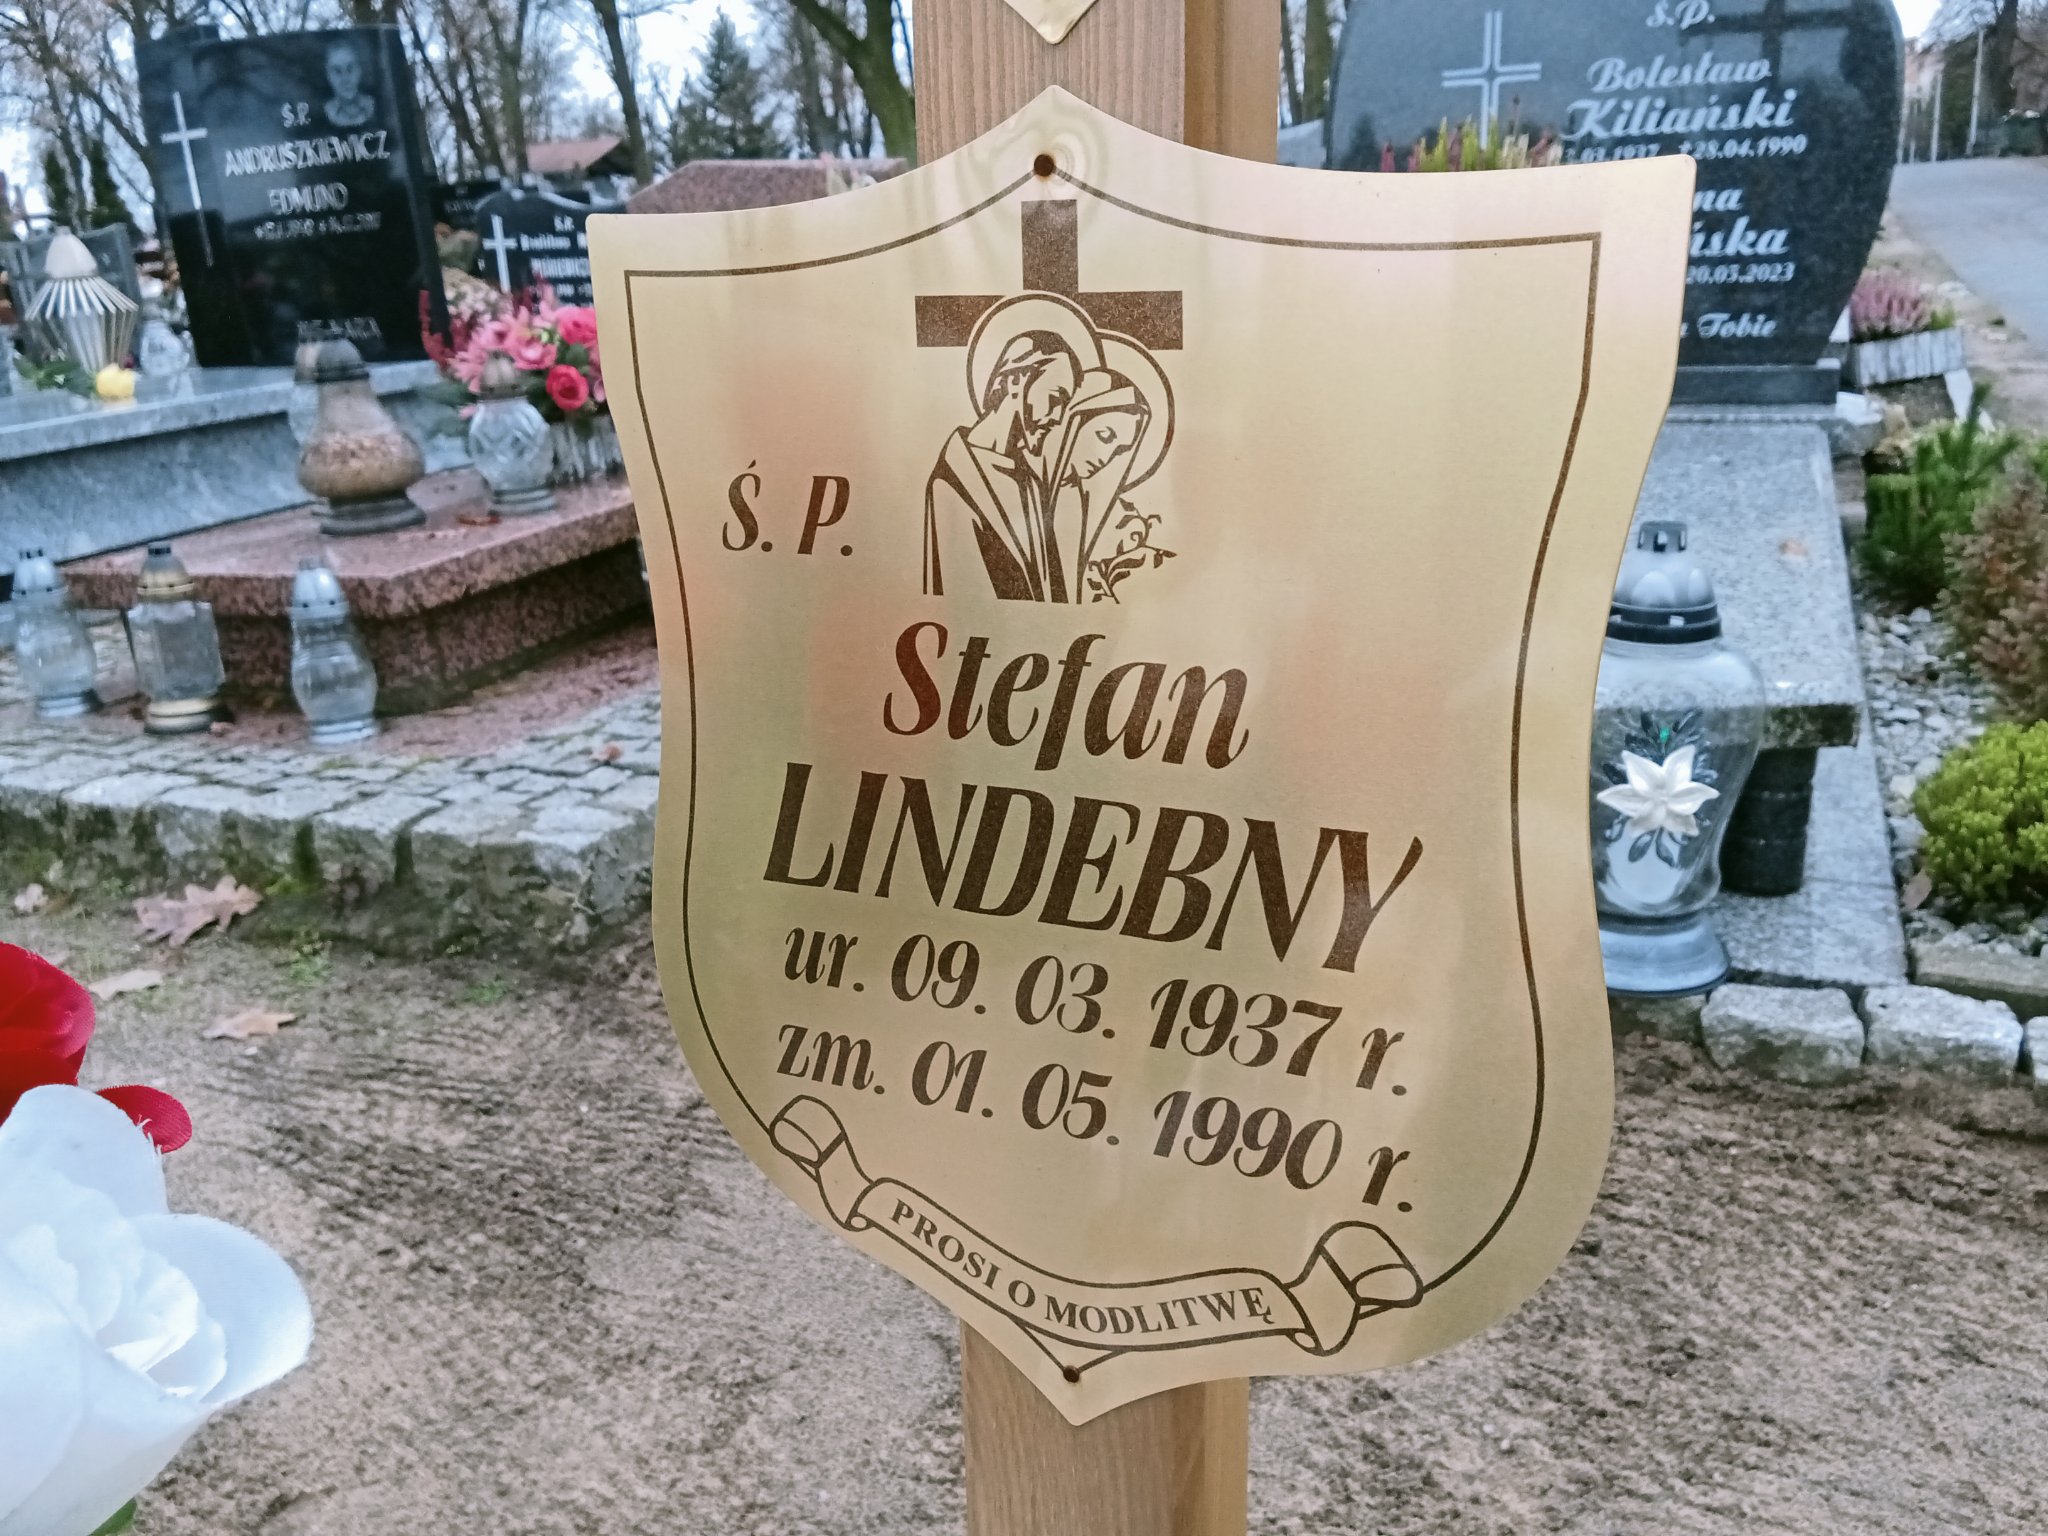 Ś. P.
Stefan
LINDEBNY
ur. 09. 03. 1937 r.
zm. 01. 05. 1990 r.
PROSI O MODLITWĘ
Ś.P.
ANDRUSZKIEWICZ
EDMUND
Ś.P.
Bolesław
Kiliański
†28.04.1990
ńska
20.03.2023
Tobie